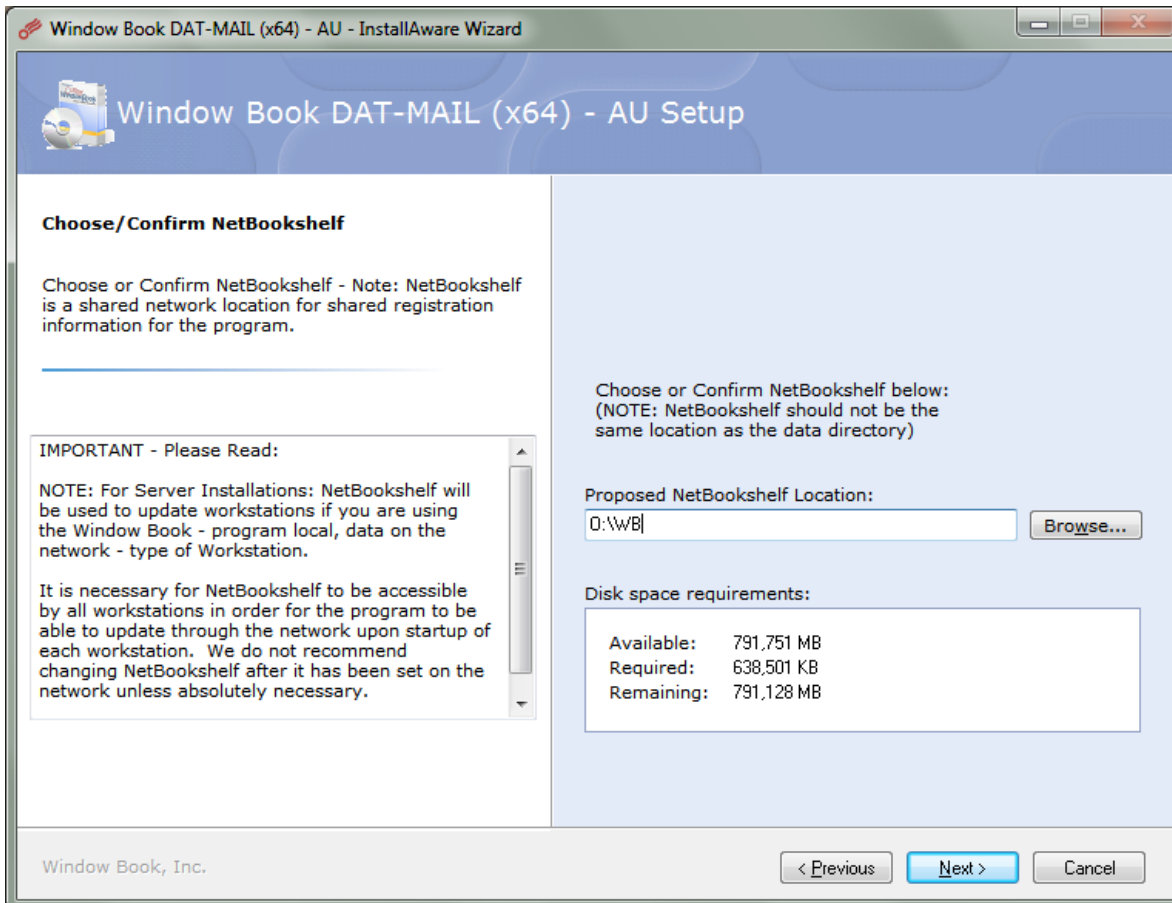 Window Book DAT-MAIL (x64) - AU - InstallAware Wizard
Window Book DAT-MAIL (x64) - AU Setup
Choose/Confirm NetBookshelf
Choose or Confirm NetBookshelf - Note: NetBookshelf
is a shared network location for shared registration
information for the program.
IMPORTANT - Please Read:
NOTE: For Server Installations: NetBookshelf will
be used to update workstations if you are using
the Window Book - program local, data on the
network - type of Workstation.
It is necessary for NetBookshelf to be accessible
by all workstations in order for the program to be
able to update through the network upon startup of
each workstation.  We do not recommend
changing NetBookshelf after it has been set on the
network unless absolutely necessary.
Choose or Confirm NetBookshelf below:
(NOTE: NetBookshelf should not be the
same location as the data directory)
Proposed NetBookshelf Location:
O:\WB
Browse...
Disk space requirements:
Available: 791,751 MB
Required: 638,501 KB
Remaining: 791,128 MB
Window Book, Inc.
< Previous
Next >
Cancel